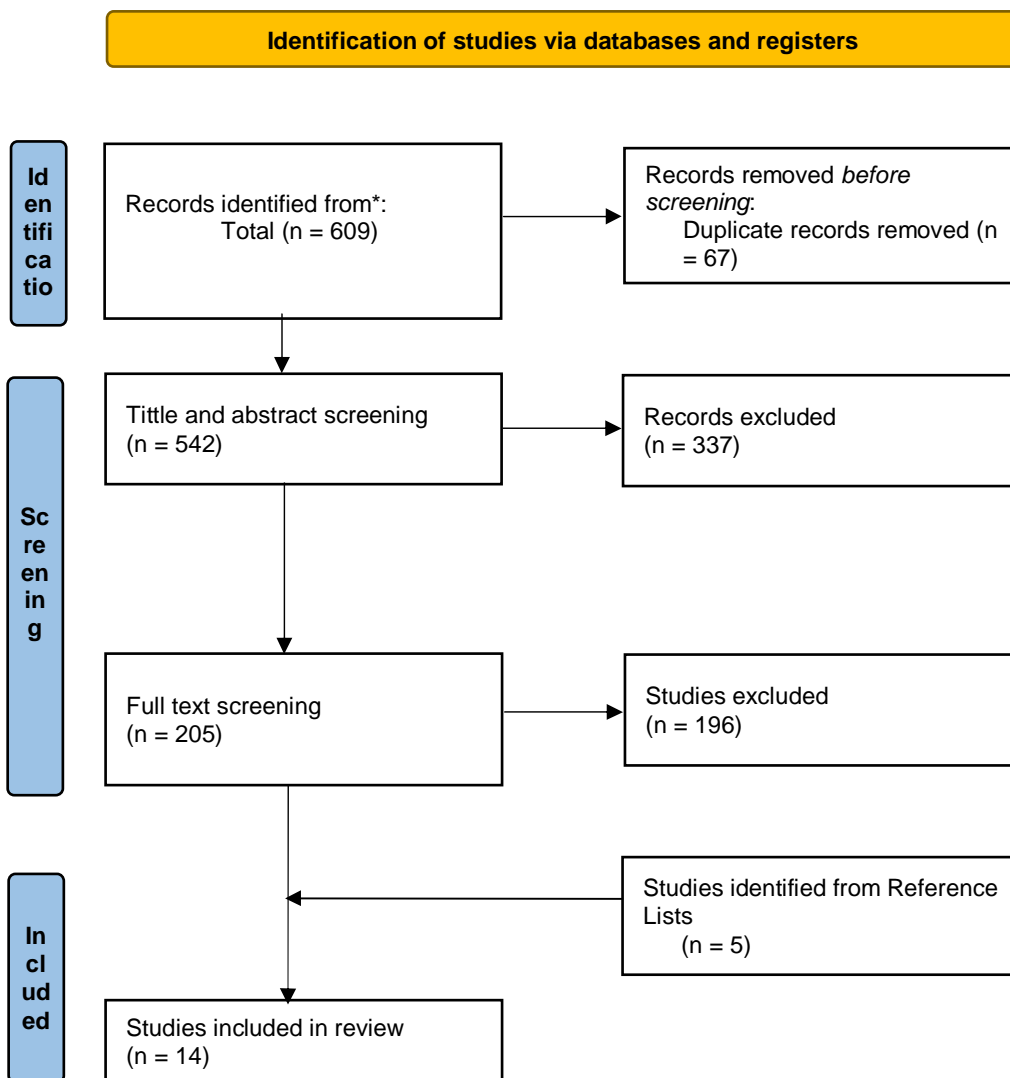 Identification of studies via databases and registers
Id
en
tifi
ca
tio
Records identified from*:
Total (n = 609)
Records removed before
screening:
Duplicate records removed (n
= 67)
Sc
re
en
in
g
Tittle and abstract screening
(n = 542)
Records excluded
(n = 337)
Full text screening
(n = 205)
Studies excluded
(n = 196)
In
cl
ud
ed
Studies identified from Reference
Lists
(n = 5)
Studies included in review
(n = 14)